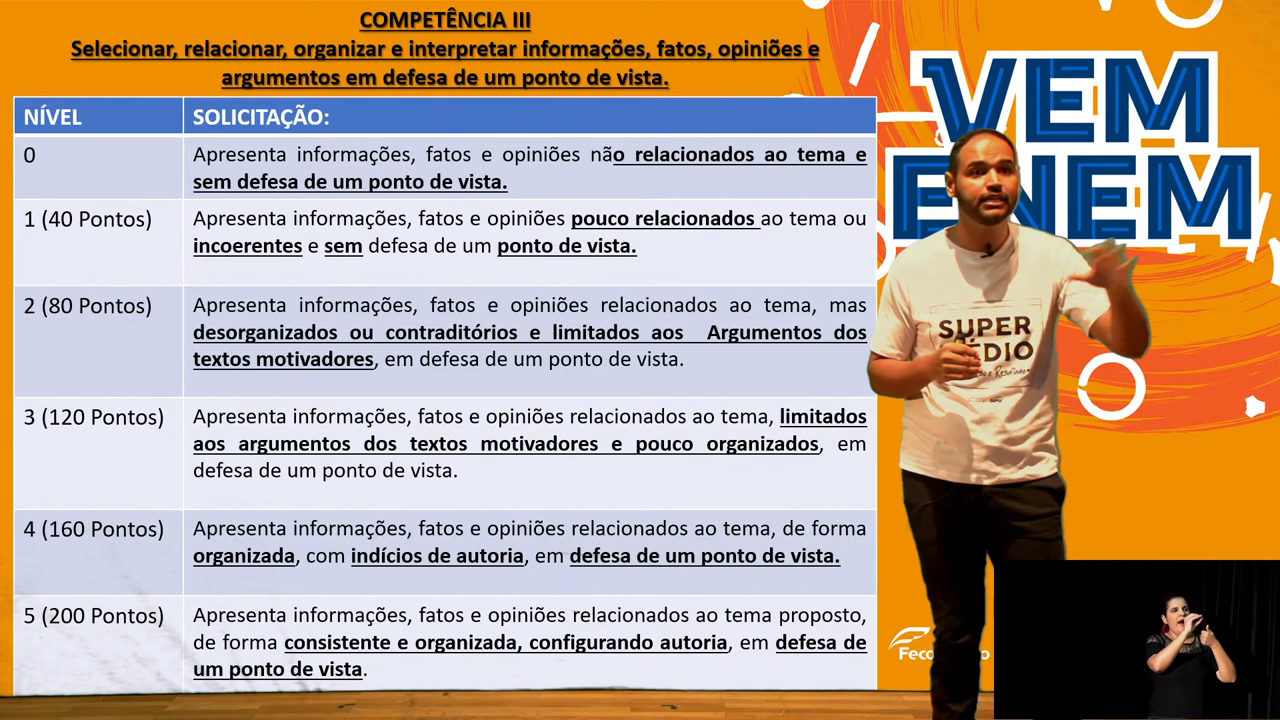 COMPETÊNCIA III
Selecionar, relacionar, organizar e interpretar informações, fatos, opiniões e
argumentos em defesa de um ponto de vista.
NÍVEL SOLICITAÇÃO:
0 Apresenta informações, fatos e opiniões não relacionados ao tema e
sem defesa de um ponto de vista.
1 (40 Pontos) Apresenta informações, fatos e opiniões pouco relacionados ao tema ou
incoerentes e sem defesa de um ponto de vista.
2 (80 Pontos) Apresenta informações, fatos e opiniões relacionados ao tema, mas
desorganizados ou contraditórios e limitados aos Argumentos dos
textos motivadores, em defesa de um ponto de vista.
3 (120 Pontos) Apresenta informações, fatos e opiniões relacionados ao tema, limitados
aos argumentos dos textos motivadores e pouco organizados, em
defesa de um ponto de vista.
4 (160 Pontos) Apresenta informações, fatos e opiniões relacionados ao tema, de forma
organizada, com indícios de autoria, em defesa de um ponto de vista.
5 (200 Pontos) Apresenta informações, fatos e opiniões relacionados ao tema proposto,
de forma consistente e organizada, configurando autoria, em defesa de
um ponto de vista.
VEM
ENEM
SUPER